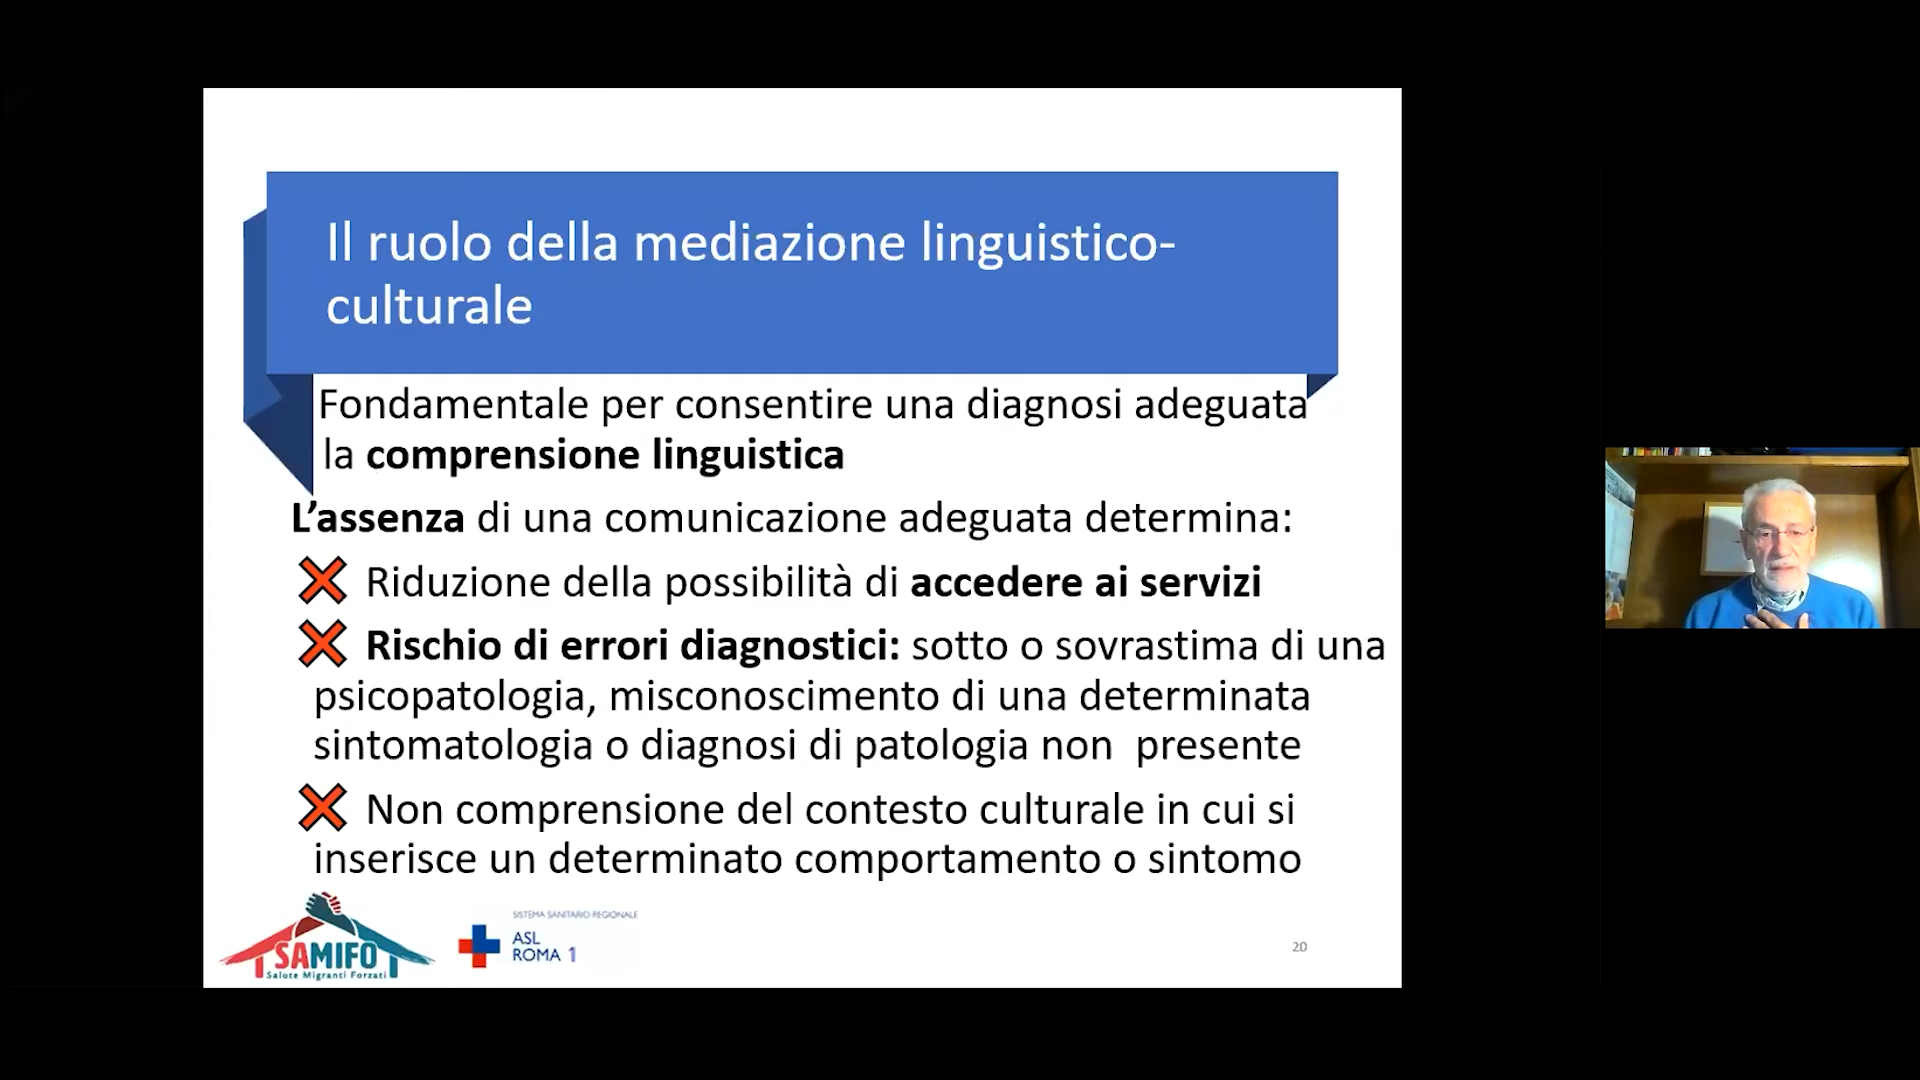 Il ruolo della mediazione linguistico-
culturale
Fondamentale per consentire una diagnosi adeguata
la comprensione linguistica
L’assenza di una comunicazione adeguata determina:
Riduzione della possibilità di accedere ai servizi
Rischio di errori diagnostici: sotto o sovrastima di una
psicopatologia, misconoscimento di una determinata
sintomatologia o diagnosi di patologia non  presente
Non comprensione del contesto culturale in cui si
inserisce un determinato comportamento o sintomo
SAMIFO
Salute Migranti Forzati
SISTEMA SANITARIO REGIONALE
ASL
ROMA 1
20